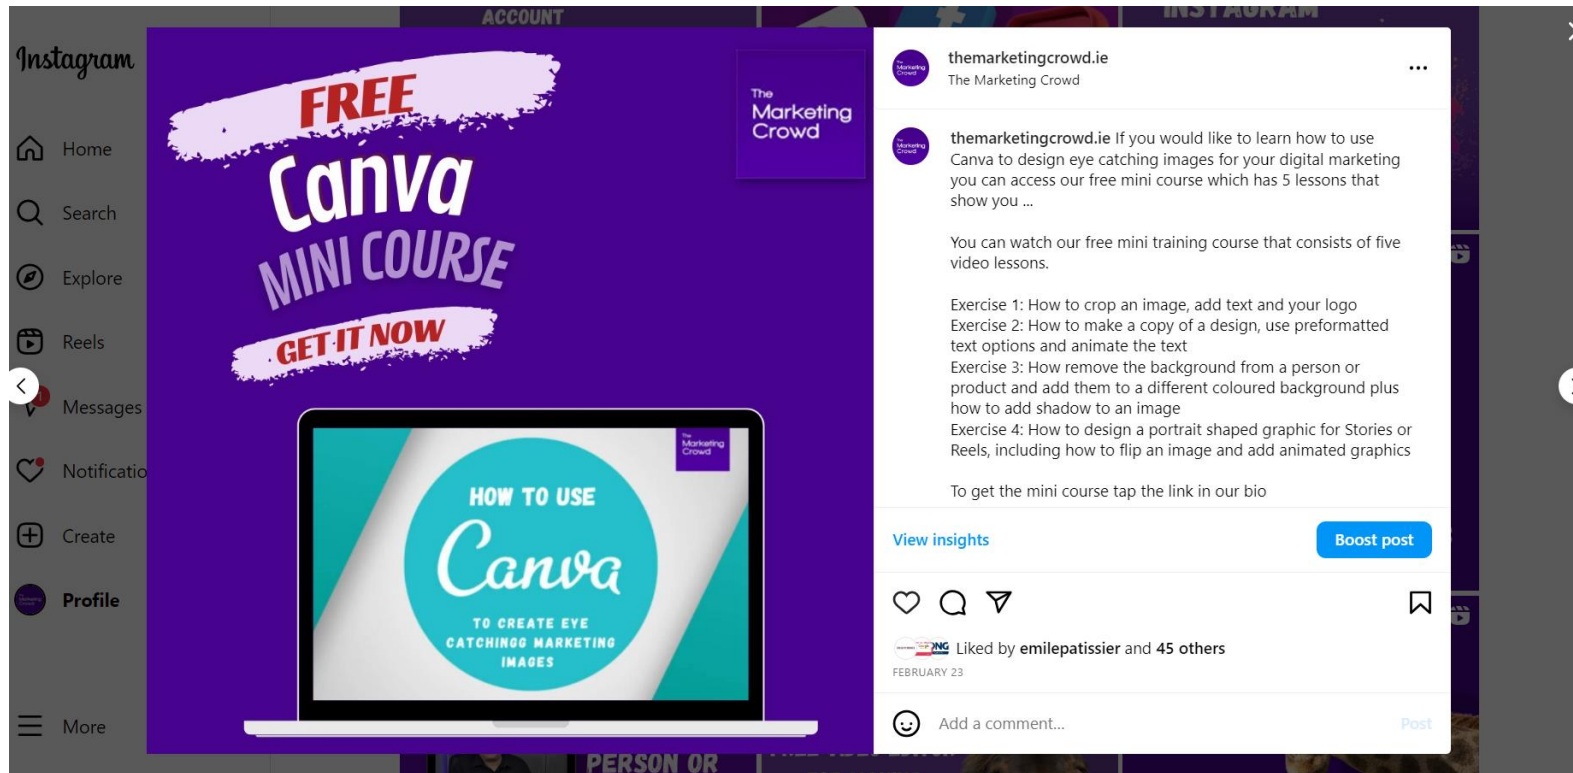 ACCOUNT
INSTAGRAM
Instagram
Home
Search
Explore
Reels
Messages
Notificatio
Create
Profile
More
FREE
Canva
MINI COURSE
GET IT NOW
The
Marketing
Crowd
The
Marketing
Crowd
HOW TO USE
Canva
TO CREATE EYE
CATCHINGG MARKETING
IMAGES
themarketingcrowd.ie
The Marketing Crowd
themarketingcrowd.ie If you would like to learn how to use
Canva to design eye catching images for your digital marketing
you can access our free mini course which has 5 lessons that
show you ...
You can watch our free mini training course that consists of five
video lessons.
Exercise 1: How to crop an image, add text and your logo
Exercise 2: How to make a copy of a design, use preformatted
text options and animate the text
Exercise 3: How remove the background from a person or
product and add them to a different coloured background plus
how to add shadow to an image
Exercise 4: How to design a portrait shaped graphic for Stories or
Reels, including how to flip an image and add animated graphics
To get the mini course tap the link in our bio
View insights
Boost post
Liked by emilepatissier and 45 others
FEBRUARY 23
Add a comment...
Post
PERSON OR